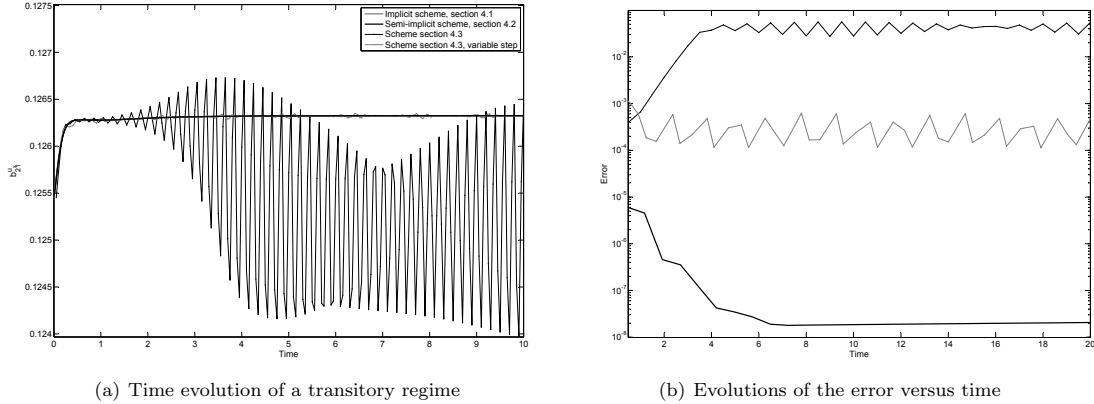 0.1275
0.127
0.1265
0.126
0.1255
0.125
0.1245
0.124
Implicit scheme, section 4.1
Semi-implicit scheme, section 4.2
Scheme section 4.3
Scheme section 4.3, variable step
0 1 2 3 4 5 6 7 8 9 10
Time
(a) Time evolution of a transitory regime
Error
10^-2
10^-3
10^-4
10^-5
10^-6
10^-7
10^-8
2 4 6 8 10 12 14 16 18 20
Time
(b) Evolutions of the error versus time